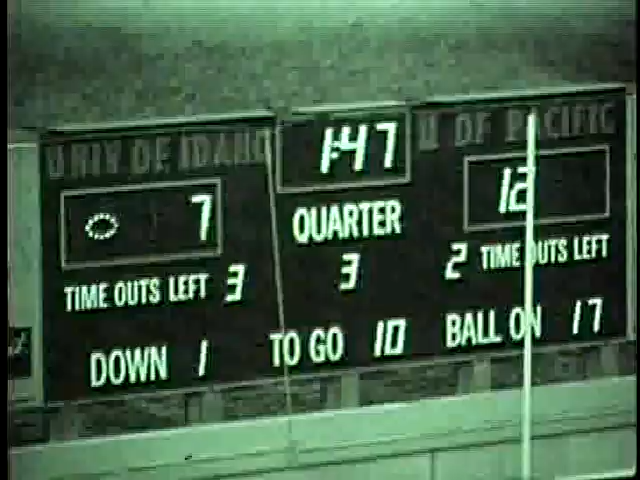 UNIV OF IDAHO 1:47 U OF PACIFIC
7 QUARTER 12
TIME OUTS LEFT 3 3 2 TIME OUTS LEFT
DOWN 1 TO GO 10 BALL ON 17